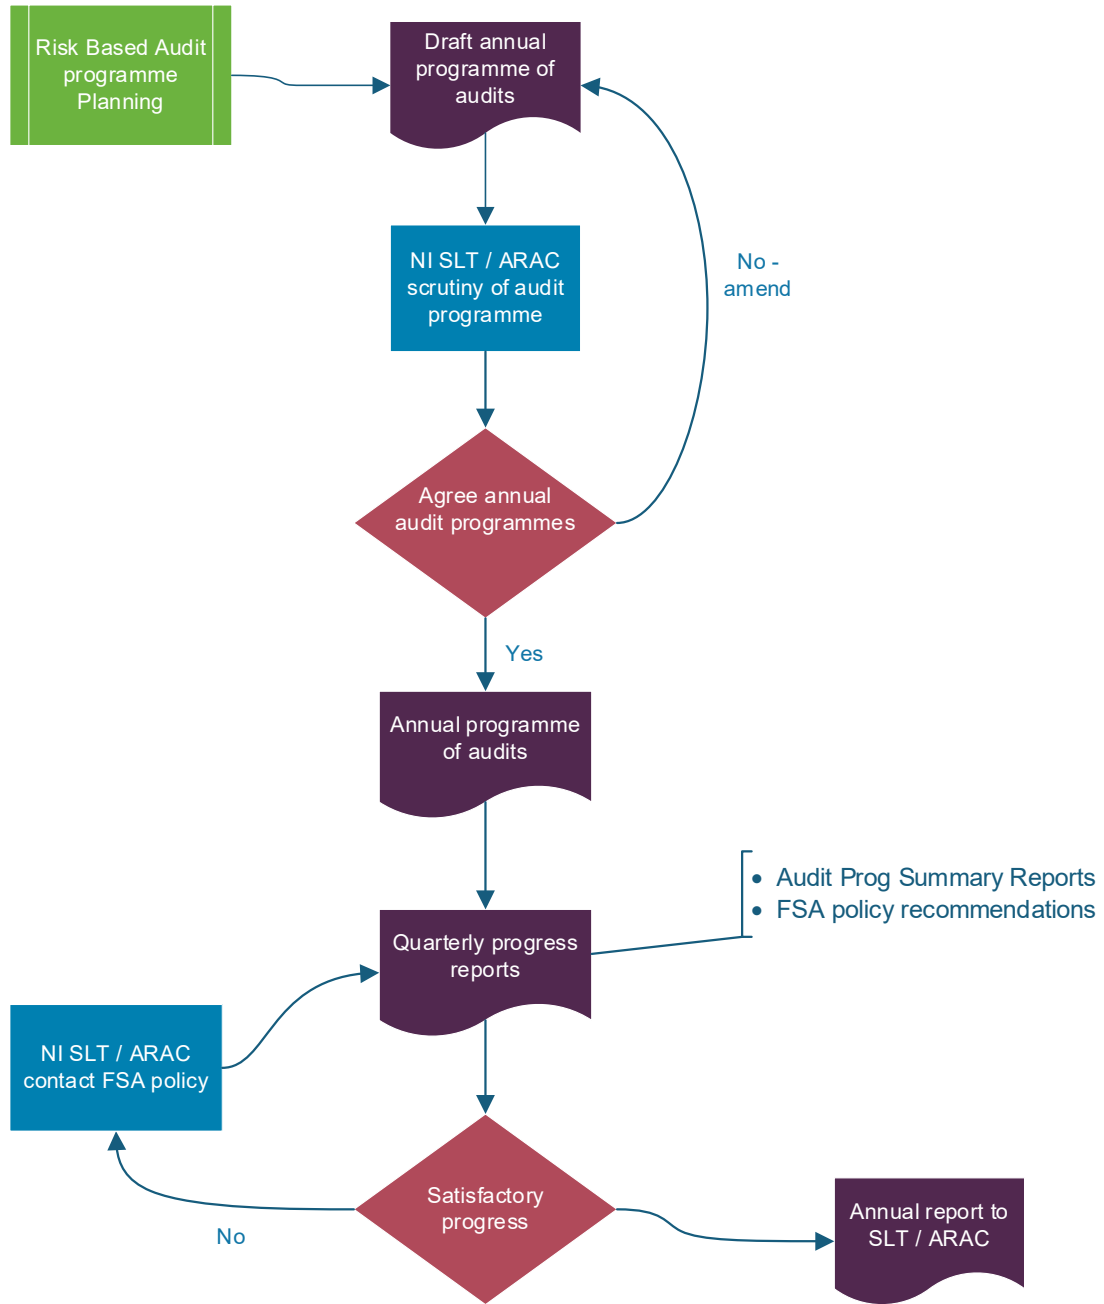 Risk Based Audit
programme
Planning
Draft annual
programme of
audits
NI SLT / ARAC
scrutiny of audit
programme
No -
amend
Agree annual
audit programmes
Yes
Annual programme
of audits
• Audit Prog Summary Reports
• FSA policy recommendations
Quarterly progress
reports
NI SLT / ARAC
contact FSA policy
Satisfactory
progress
No
Annual report to
SLT / ARAC